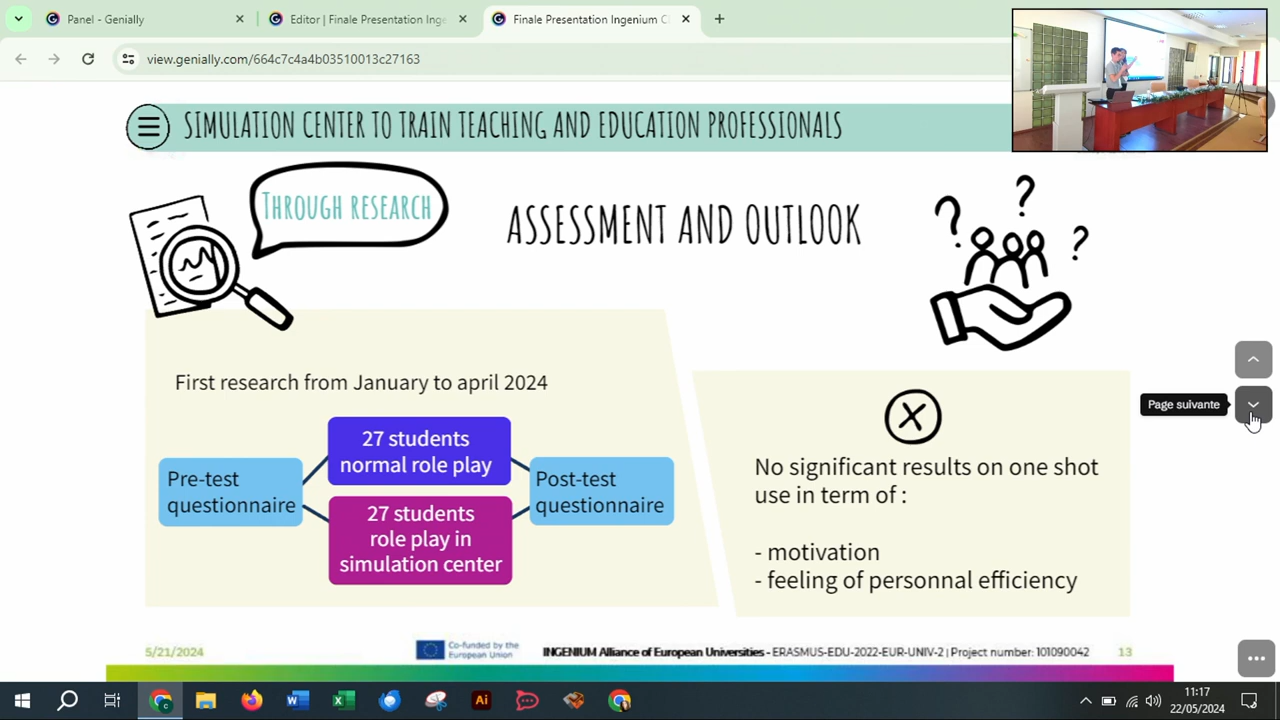 Panel - Genially
Editor | Finale Presentation Inge
Finale Presentation Ingenium C
view.genially.com/664c7c4a4b03510013c27163
SIMULATION CENTER TO TRAIN TEACHING AND EDUCATION PROFESSIONALS
THROUGH RESEARCH
ASSESSMENT AND OUTLOOK
? ? ?
First research from January to april 2024
Pre-test
questionnaire
27 students
normal role play
27 students
role play in
simulation center
Post-test
questionnaire
Page suivante
No significant results on one shot
use in term of :
- motivation
- feeling of personnal efficiency
5/21/2024
Co-funded by the
European Union
INGENIUM Alliance of European Universities - ERASMUS-EDU-2022-EUR-UNIV-2 | Project number: 101090042
13
11:17
22/05/2024